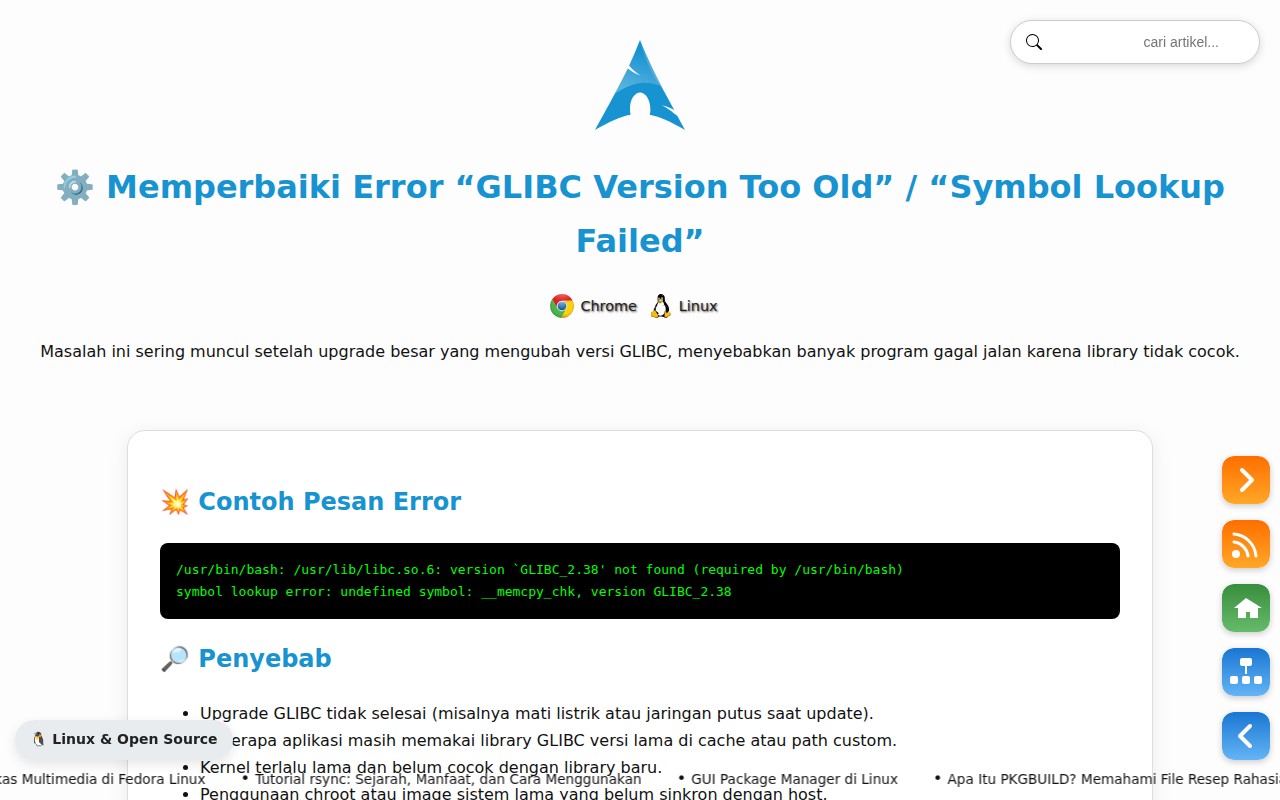 cari artikel...
⚙️ Memperbaiki Error “GLIBC Version Too Old” / “Symbol Lookup
Failed”
Chrome Linux
Masalah ini sering muncul setelah upgrade besar yang mengubah versi GLIBC, menyebabkan banyak program gagal jalan karena library tidak cocok.
💥 Contoh Pesan Error
/usr/bin/bash: /usr/lib/libc.so.6: version `GLIBC_2.38' not found (required by /usr/bin/bash)
symbol lookup error: undefined symbol: __memcpy_chk, version GLIBC_2.38
🔎 Penyebab
• Upgrade GLIBC tidak selesai (misalnya mati listrik atau jaringan putus saat update).
aplikasi masih memakai library GLIBC versi lama di cache atau path custom.
• Kernel terlalu lama dan belum cocok dengan library baru.
• Penggunaan chroot atau image sistem lama yang belum sinkron dengan host.
🐧 Linux & Open Source
Multimedia di Fedora Linux • Tutorial rsync: Sejarah, Manfaat, dan Cara Menggunakan • GUI Package Manager di Linux • Apa Itu PKGBUILD? Memahami File Resep